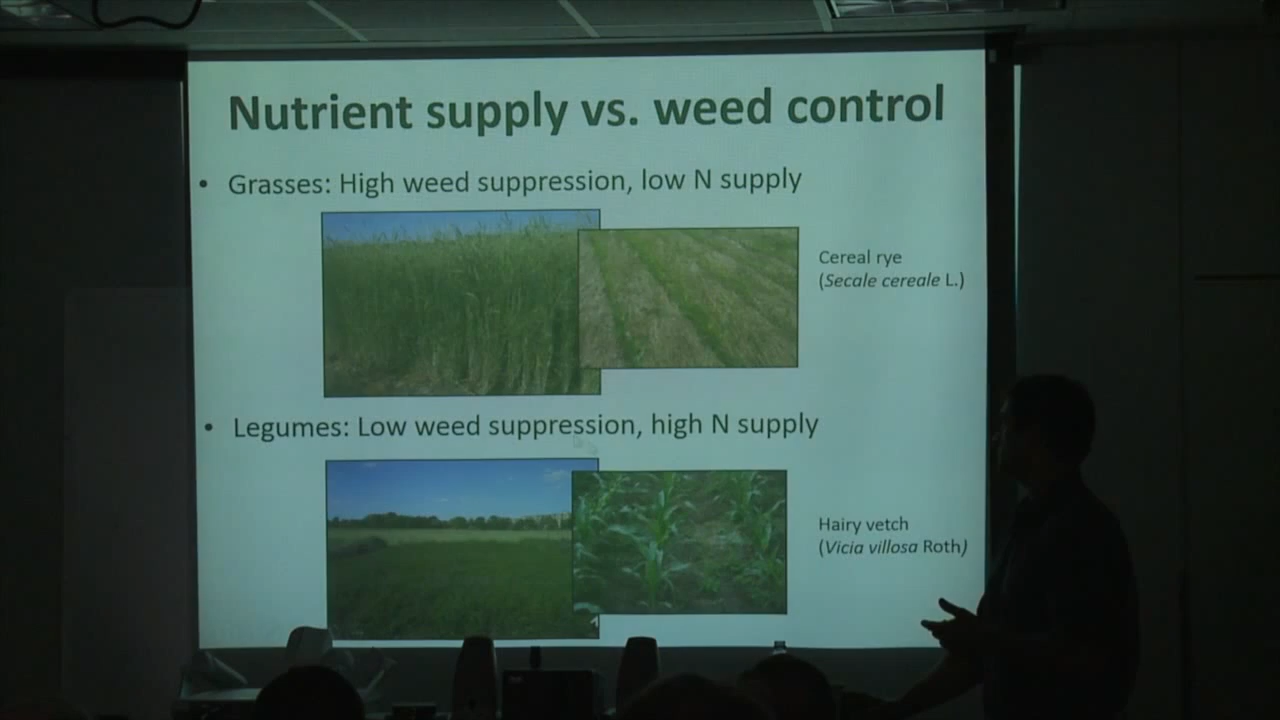 Nutrient supply vs. weed control
• Grasses: High weed suppression, low N supply
Cereal rye
(Secale cereale L.)
• Legumes: Low weed suppression, high N supply
Hairy vetch
(Vicia villosa Roth)